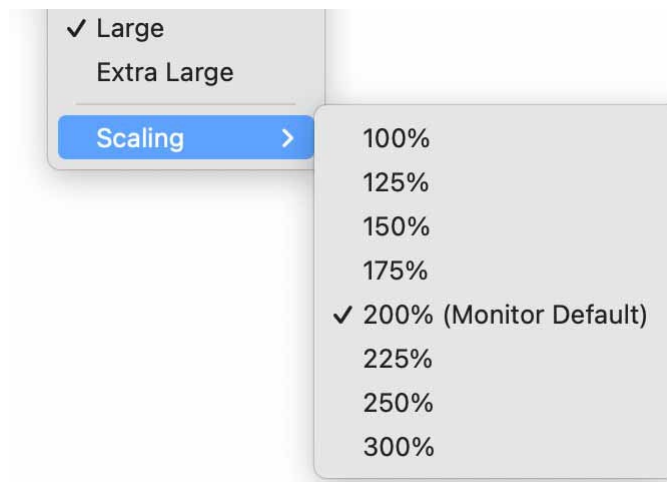 Large
Extra Large
Scaling
100%
125%
150%
175%
200% (Monitor Default)
225%
250%
300%